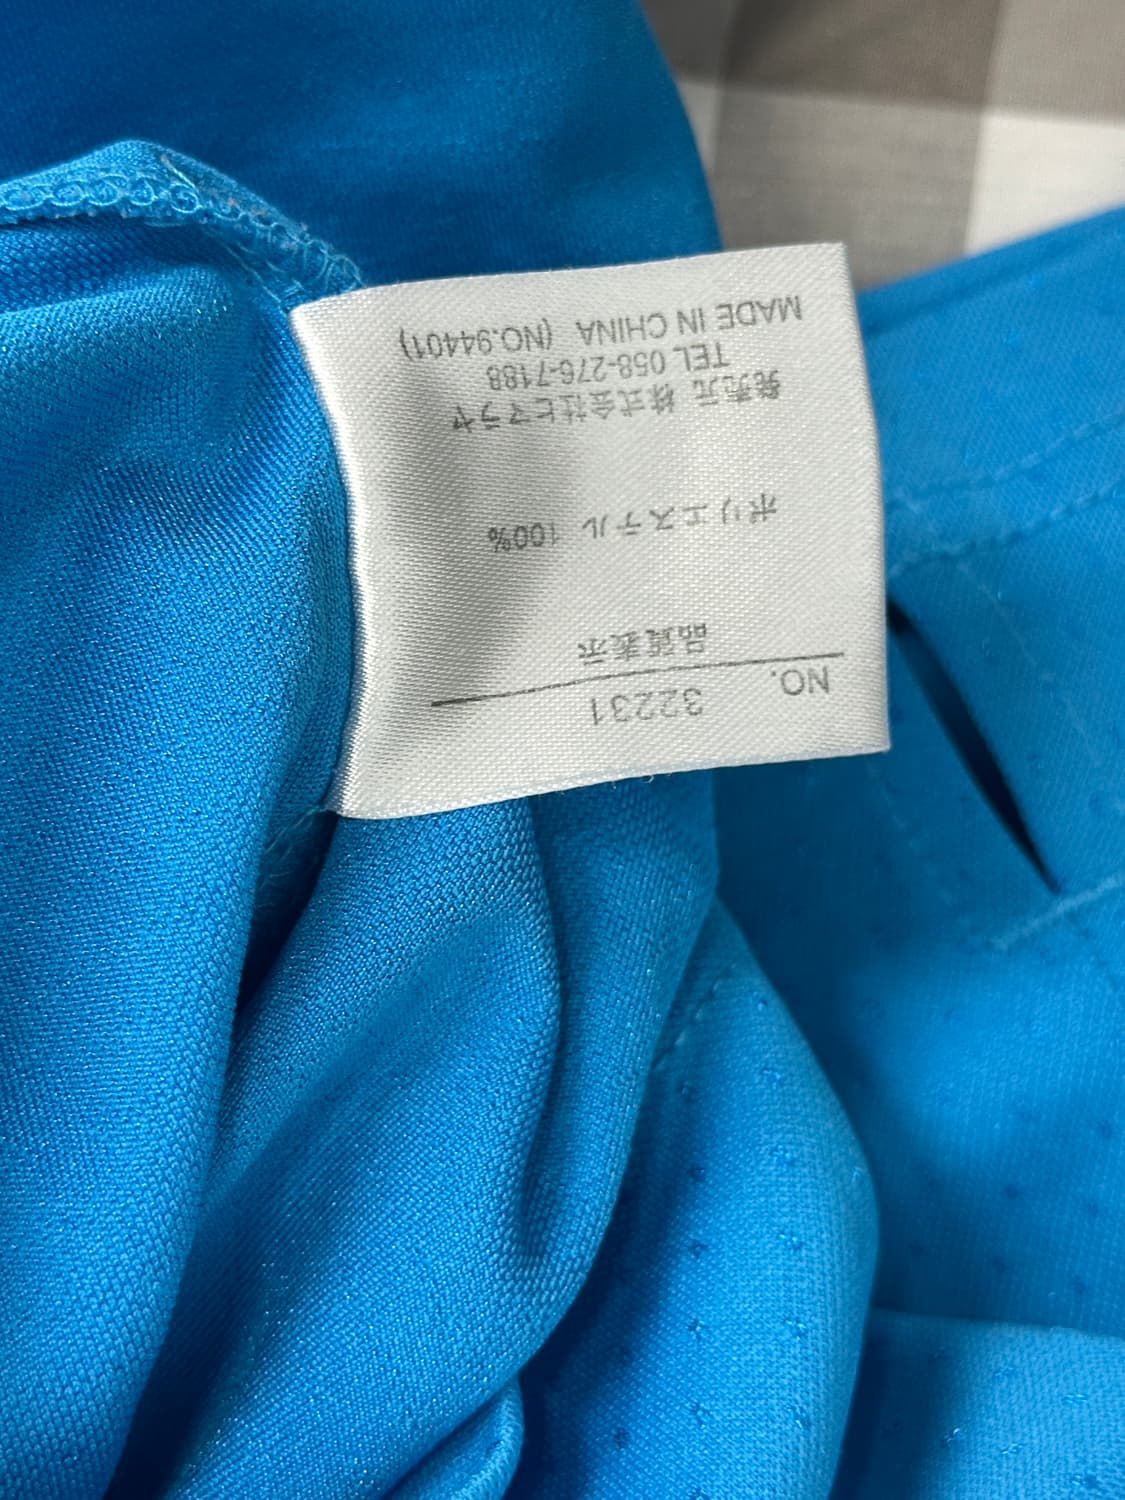 NO. 32231
品質表示
ポリエステル 100%
発売元 株式会社ヒマラヤ
TEL 058-276-7188
MADE IN CHINA (NO.94401)